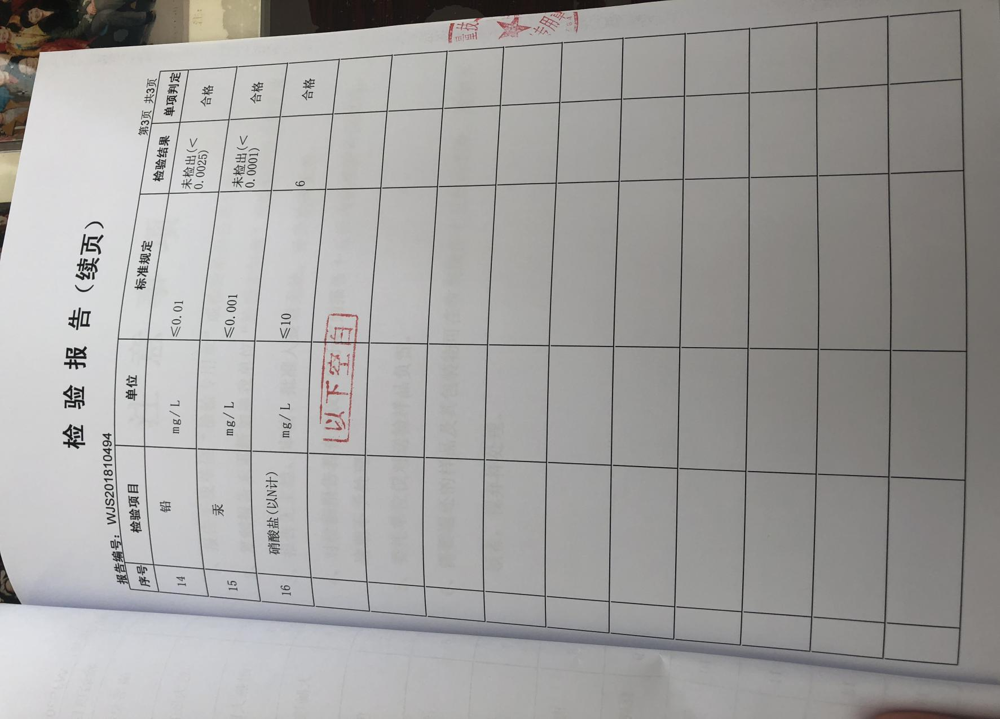 检 验 报 告（续页）
报告编号：WJS201810494 第3页 共3页
序号 检验项目 单位 标准规定 检验结果 单项判定
14 铅 mg/L ≤0.01 未检出(<
0.0025) 合格
15 汞 mg/L ≤0.001 未检出(<
0.0001) 合格
16 硝酸盐(以N计) mg/L ≤10 6 合格
以下空白
专用章